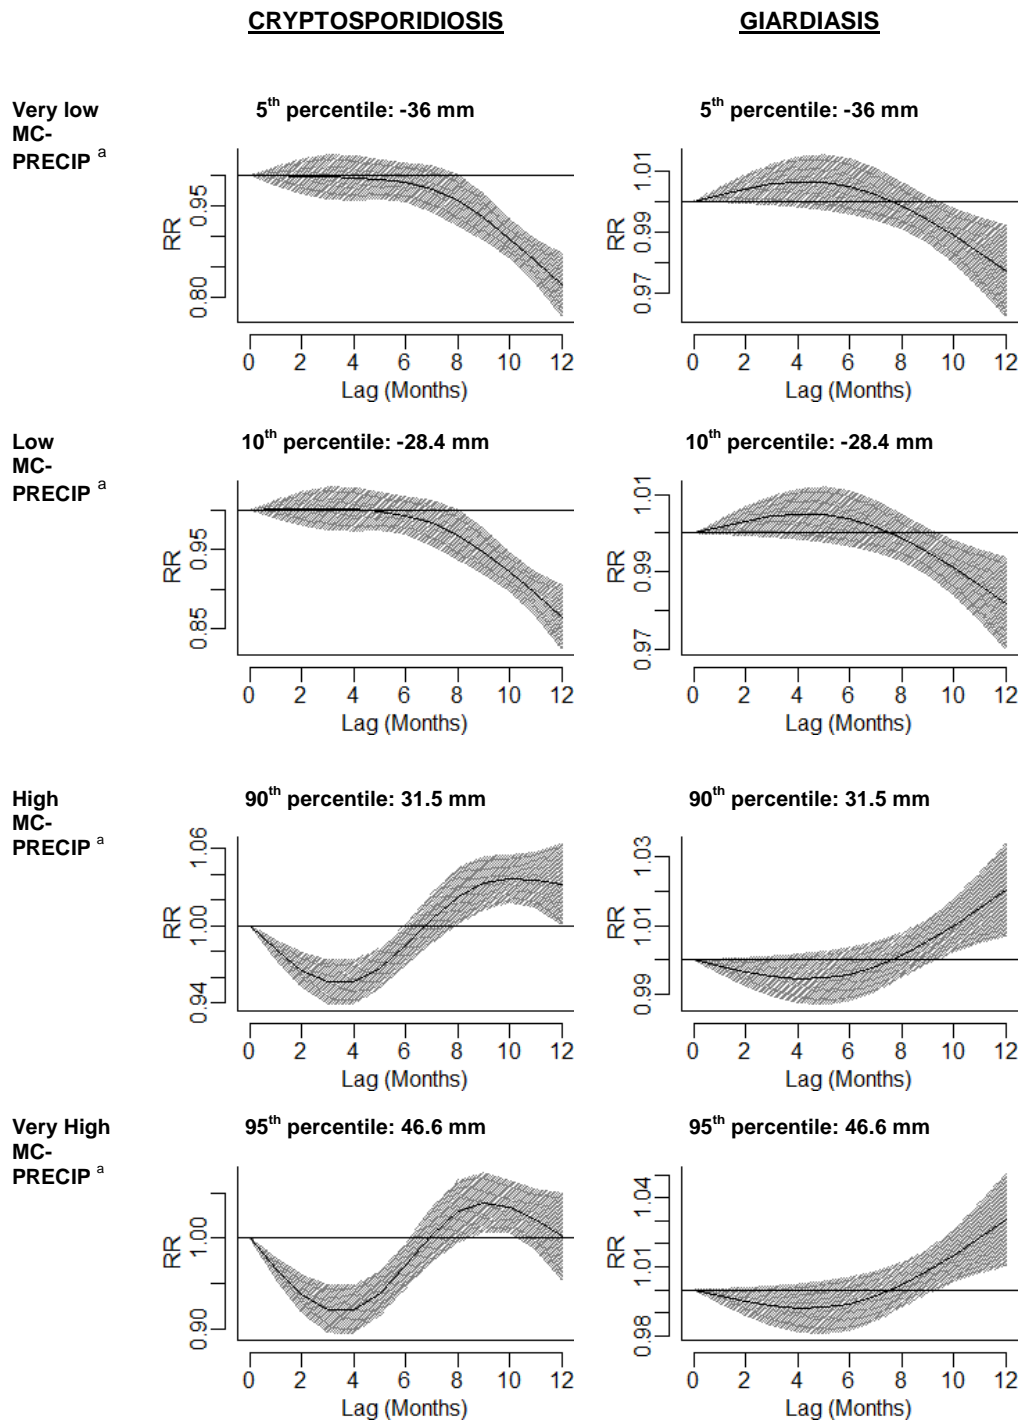 CRYPTOSPORIDIOSIS GIARDIASIS
Very low
MC-
PRECIP a
5th percentile: -36 mm
RR
0.95
0.80
0 2 4 6 8 10 12
Lag (Months)
5th percentile: -36 mm
RR
1.01
0.99
0.97
0 2 4 6 8 10 12
Lag (Months)
Low
MC-
PRECIP a
10th percentile: -28.4 mm
RR
0.95
0.85
0 2 4 6 8 10 12
Lag (Months)
10th percentile: -28.4 mm
RR
1.01
0.99
0.97
0 2 4 6 8 10 12
Lag (Months)
High
MC-
PRECIP a
90th percentile: 31.5 mm
RR
1.06
1.00
0.94
0 2 4 6 8 10 12
Lag (Months)
90th percentile: 31.5 mm
RR
1.03
1.01
0.99
0 2 4 6 8 10 12
Lag (Months)
Very High
MC-
PRECIP a
95th percentile: 46.6 mm
RR
1.00
0.90
0 2 4 6 8 10 12
Lag (Months)
95th percentile: 46.6 mm
RR
1.04
1.01
0.98
0 2 4 6 8 10 12
Lag (Months)